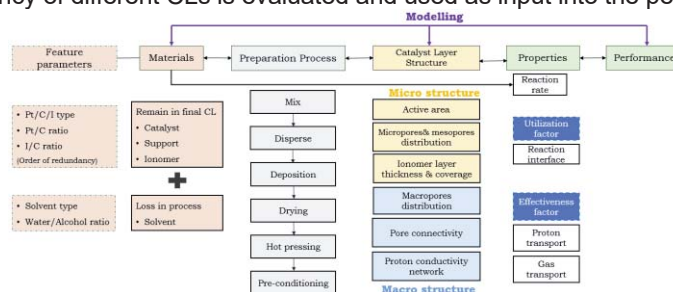 ncy of different CLs is evaluated and used as input into the po
Modelling
Feature
parameters
Materials
Preparation Process
Catalyst Layer
Structure
Properties
Performance
Reaction
rate
Micro structure
• Pt/C/I type
• Pt/C ratio
• I/C ratio
(Order of redundancy)
Remain in final CL
• Catalyst
• Support
• Ionomer
Mix
Disperse
Deposition
Drying
Hot pressing
Pre-conditioning
Active area
Micropores& mesopores
distribution
Ionomer layer
thickness & coverage
Macropores
distribution
Pore connectivity
Proton conductivity
network
Macro structure
Utilization
factor
Reaction
interface
Effectiveness
factor
Proton
transport
Gas
transport
• Solvent type
• Water/Alcohol ratio
Loss in process
• Solvent